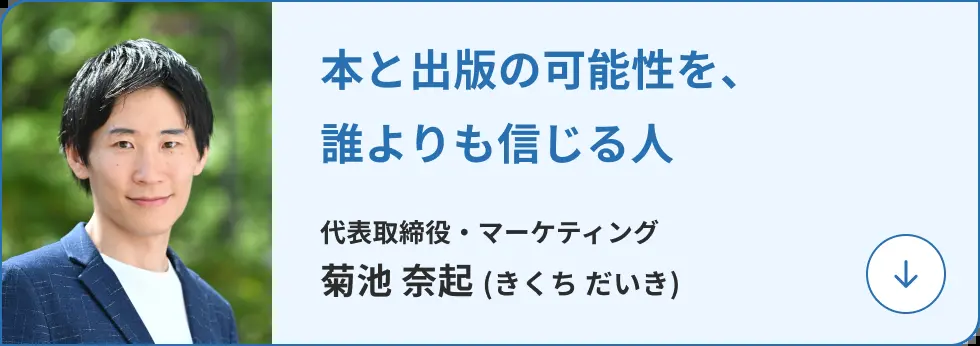 本と出版の可能性を、
誰よりも信じる人
代表取締役・マーケティング
菊池 奈起 (きくち だいき)